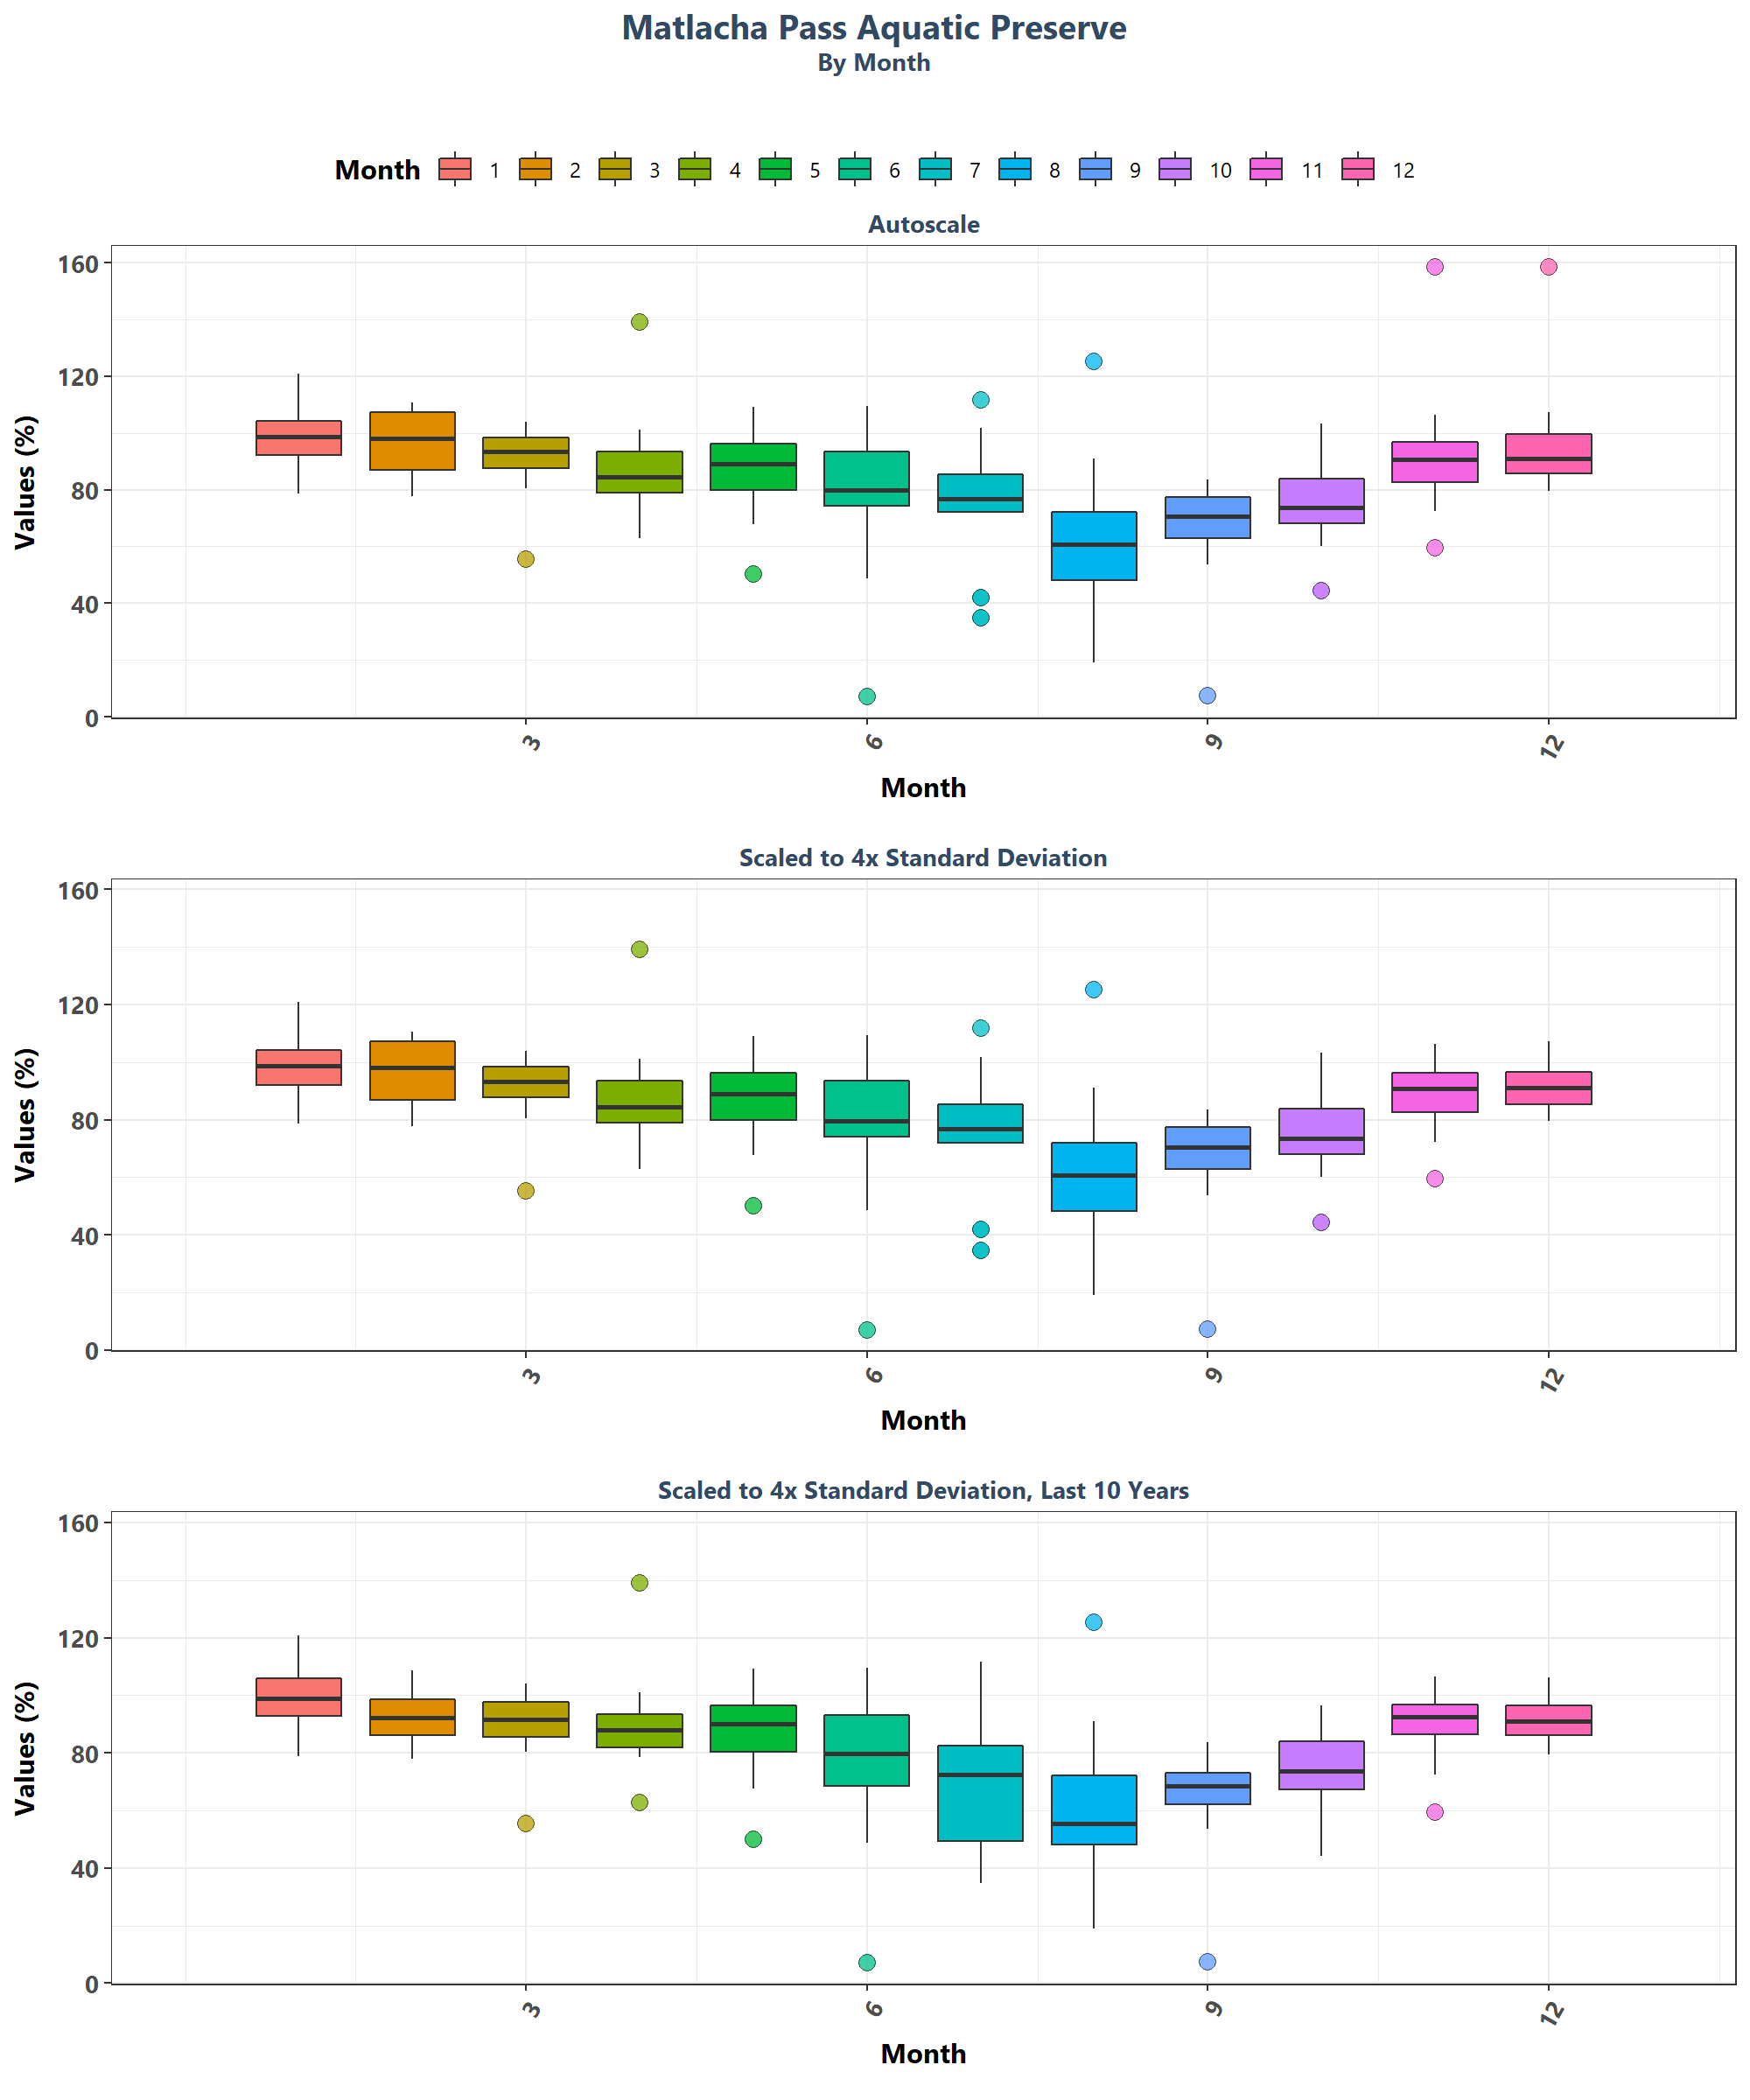 Matlacha Pass Aquatic Preserve
By Month
Month 1 2 3 4 5 6 7 8 9 10 11 12
Autoscale
Values (%)
160
120
80
40
0
3 6 9 12
Month
Scaled to 4x Standard Deviation
Values (%)
160
120
80
40
0
3 6 9 12
Month
Scaled to 4x Standard Deviation, Last 10 Years
Values (%)
160
120
80
40
0
3 6 9 12
Month